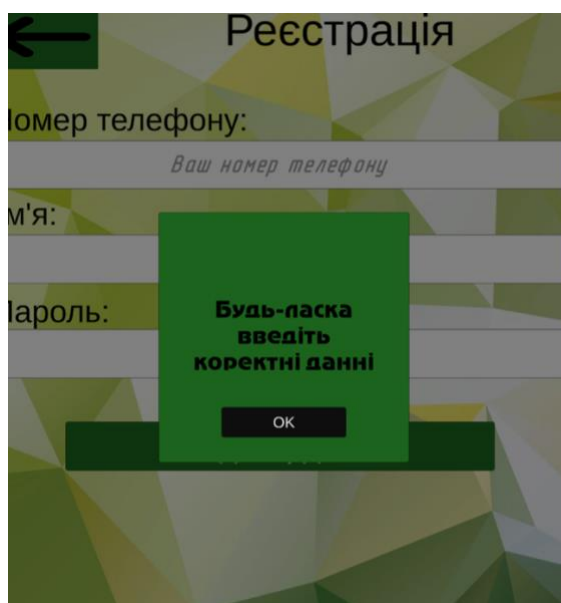 Реєстрація
омер телефону:
Ваш номер телефону
м'я:
ароль:
Будь-ласка
введіть
коректні данні
OK